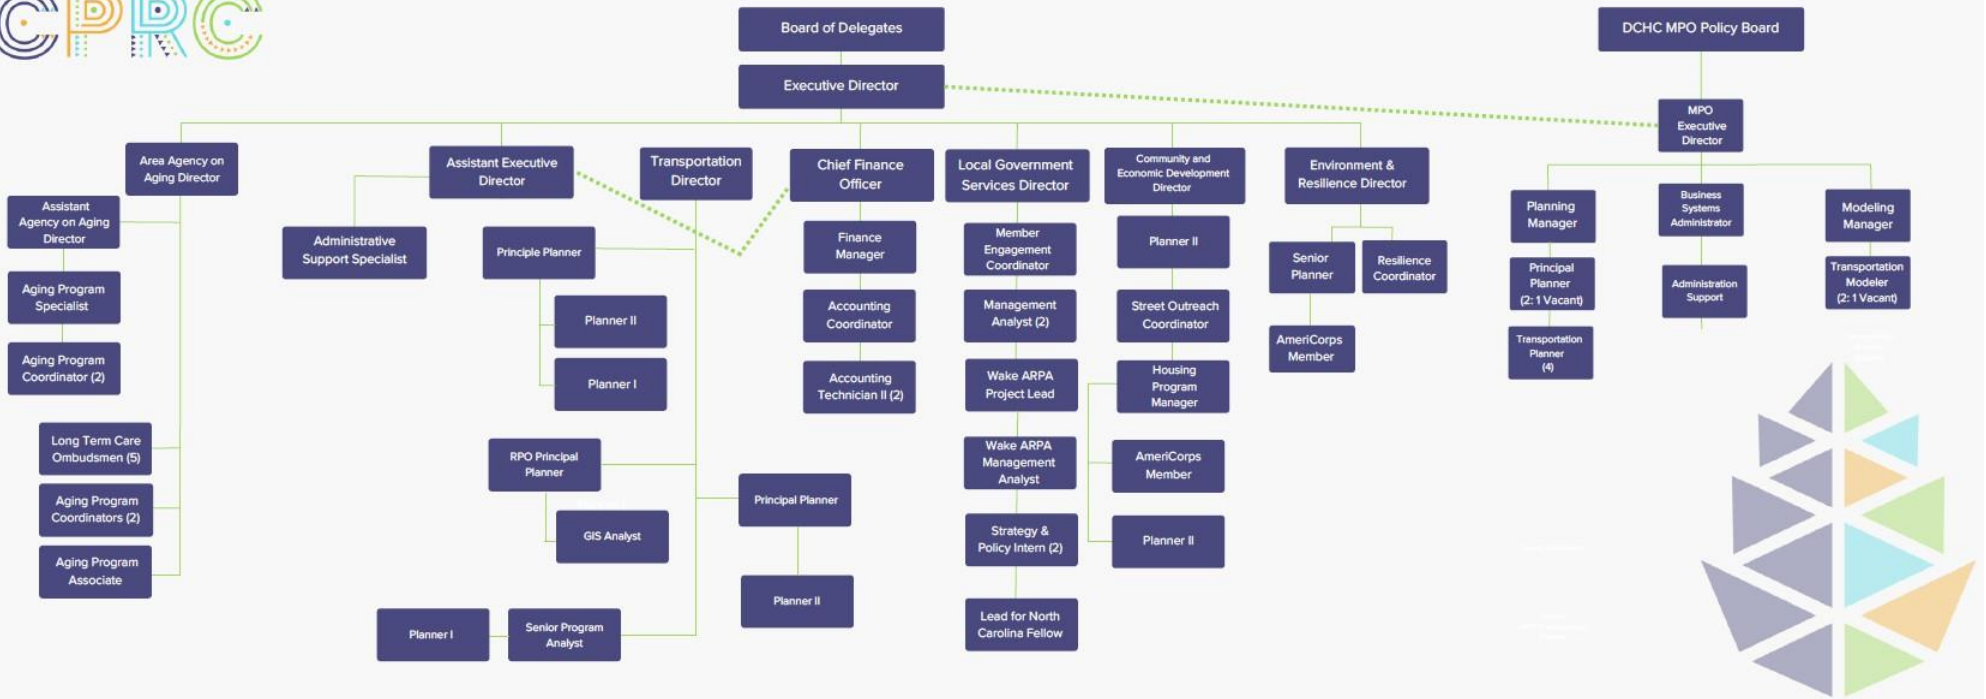 CPRC
Board of Delegates
DCHC MPO Policy Board
Executive Director
MPO
Executive
Director
Area Agency on
Aging Director
Assistant Executive
Director
Transportation
Director
Chief Finance
Officer
Local Government
Services Director
Community and
Economic Development
Director
Environment &
Resilience Director
Assistant
Agency on Aging
Director
Aging Program
Specialist
Aging Program
Coordinator (2)
Long Term Care
Ombudsmen (5)
Aging Program
Coordinators (2)
Aging Program
Associate
Administrative
Support Specialist
Principle Planner
Planner II
Planner I
RPO Principal
Planner
GIS Analyst
Principal Planner
Planner II
Planner I
Senior Program
Analyst
Finance
Manager
Accounting
Coordinator
Accounting
Technician II (2)
Member
Engagement
Coordinator
Management
Analyst (2)
Wake ARPA
Project Lead
Wake ARPA
Management
Analyst
Strategy &
Policy Intern (2)
Lead for North
Carolina Fellow
Planner II
Street Outreach
Coordinator
Housing
Program
Manager
AmeriCorps
Member
Planner II
Senior
Planner
Resilience
Coordinator
AmeriCorps
Member
Planning
Manager
Principal
Planner
(2: 1 Vacant)
Transportation
Planner
(4)
Business
Systems
Administrator
Administration
Support
Modeling
Manager
Transportation
Modeler
(2: 1 Vacant)